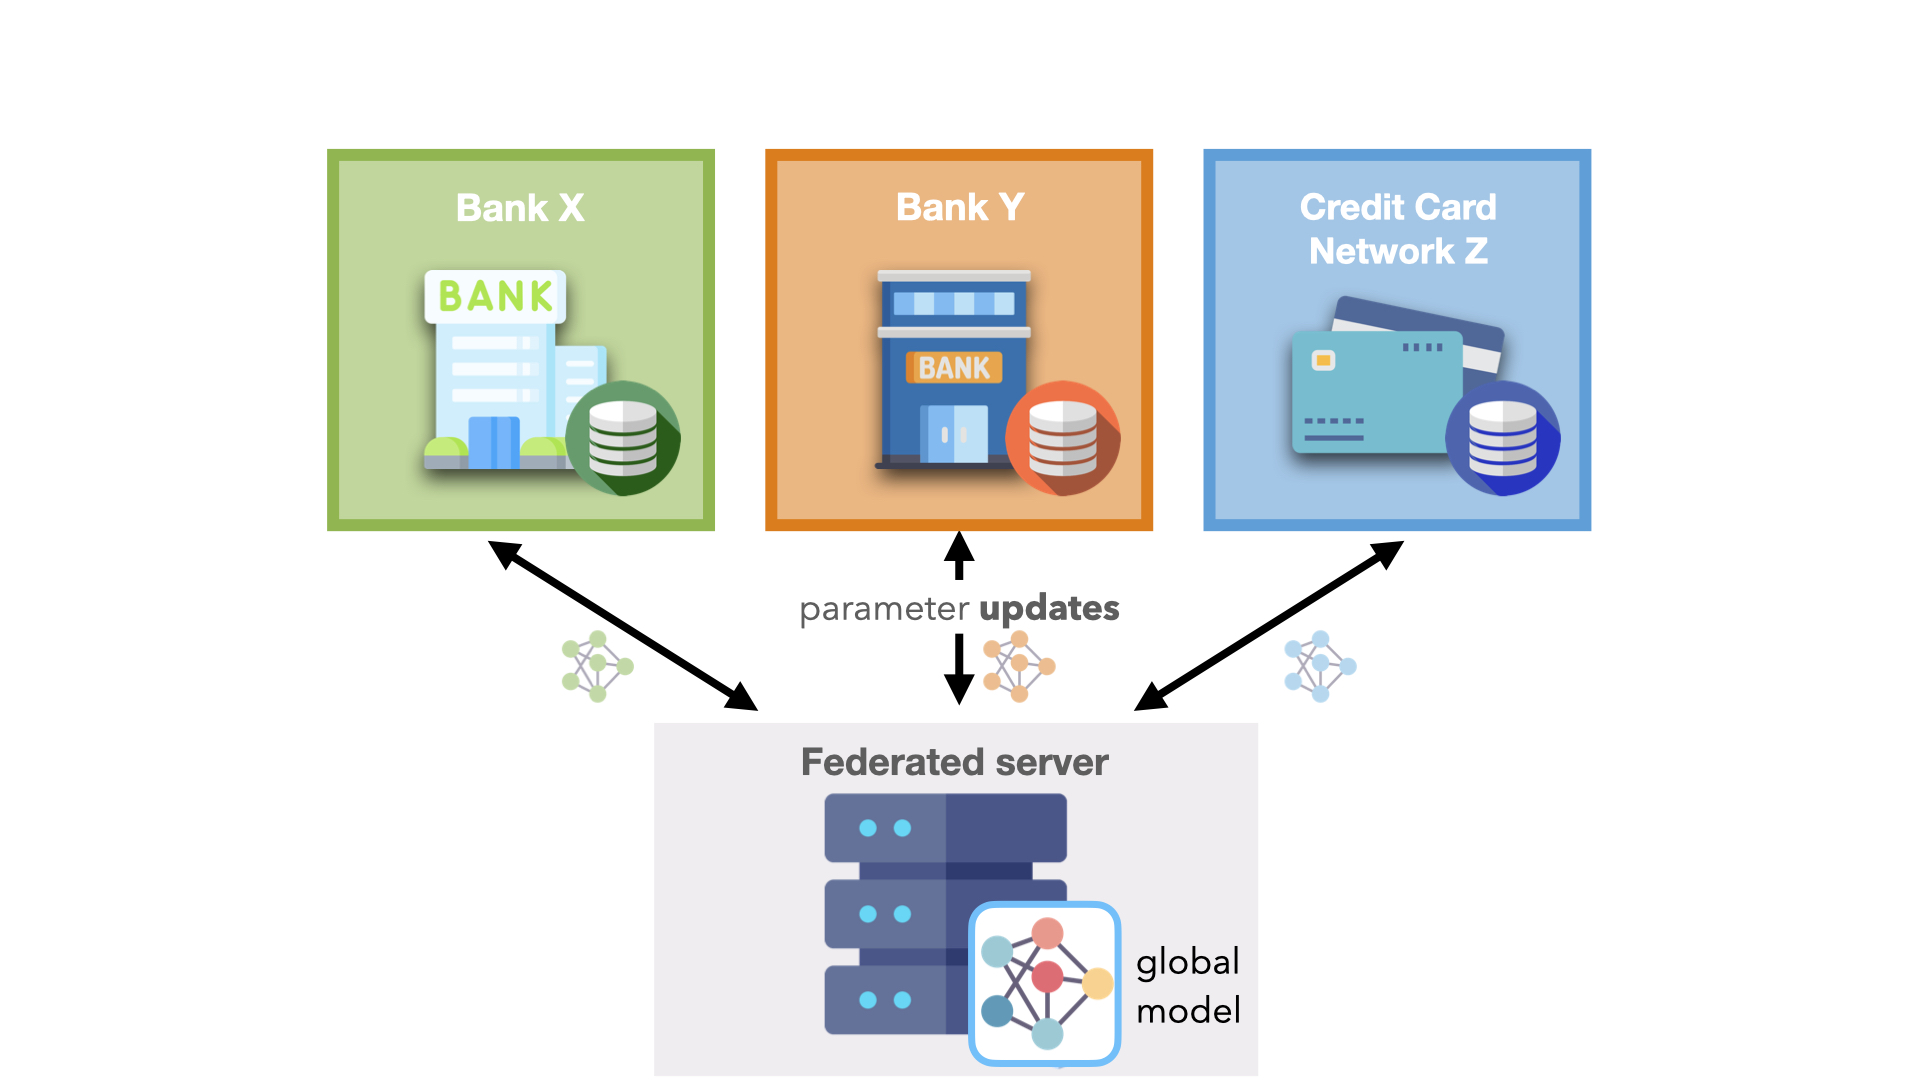 Bank X
Bank Y
Credit Card
Network Z
BANK
BANK
parameter updates
Federated server
global
model